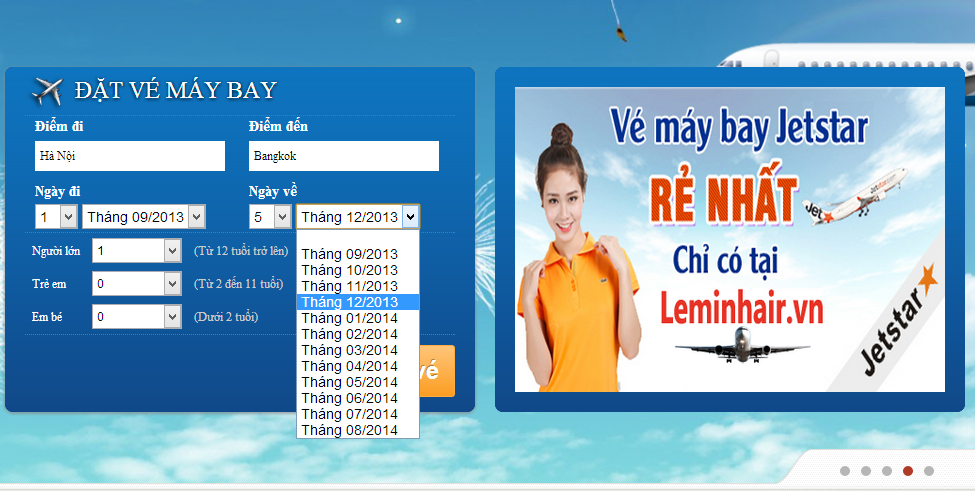 ĐẶT VÉ MÁY BAY
Điểm đi
Điểm đến
Hà Nội
Bangkok
Ngày đi
Ngày về
1
Tháng 09/2013
5
Tháng 12/2013
Người lớn
1
(Từ 12 tuổi trở lên)
Trẻ em
0
(Từ 2 đến 11 tuổi)
Em bé
0
(Dưới 2 tuổi)
Tháng 09/2013
Tháng 10/2013
Tháng 11/2013
Tháng 12/2013
Tháng 01/2014
Tháng 02/2014
Tháng 03/2014
Tháng 04/2014
Tháng 05/2014
Tháng 06/2014
Tháng 07/2014
Tháng 08/2014
vé
Vé máy bay Jetstar
RẺ NHẤT
Chỉ có tại
Leminhair.vn
Jetstar
Jet
Jetstar